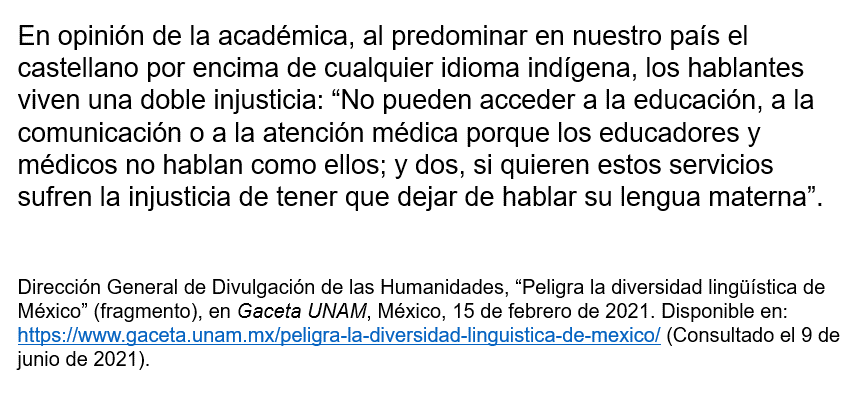 En opinión de la académica, al predominar en nuestro país el
castellano por encima de cualquier idioma indígena, los hablantes
viven una doble injusticia: “No pueden acceder a la educación, a la
comunicación o a la atención médica porque los educadores y
médicos no hablan como ellos; y dos, si quieren estos servicios
sufren la injusticia de tener que dejar de hablar su lengua materna”.
Dirección General de Divulgación de las Humanidades, “Peligra la diversidad lingüística de
México” (fragmento), en Gaceta UNAM, México, 15 de febrero de 2021. Disponible en:
https://www.gaceta.unam.mx/peligra-la-diversidad-linguistica-de-mexico/ (Consultado el 9 de
junio de 2021).